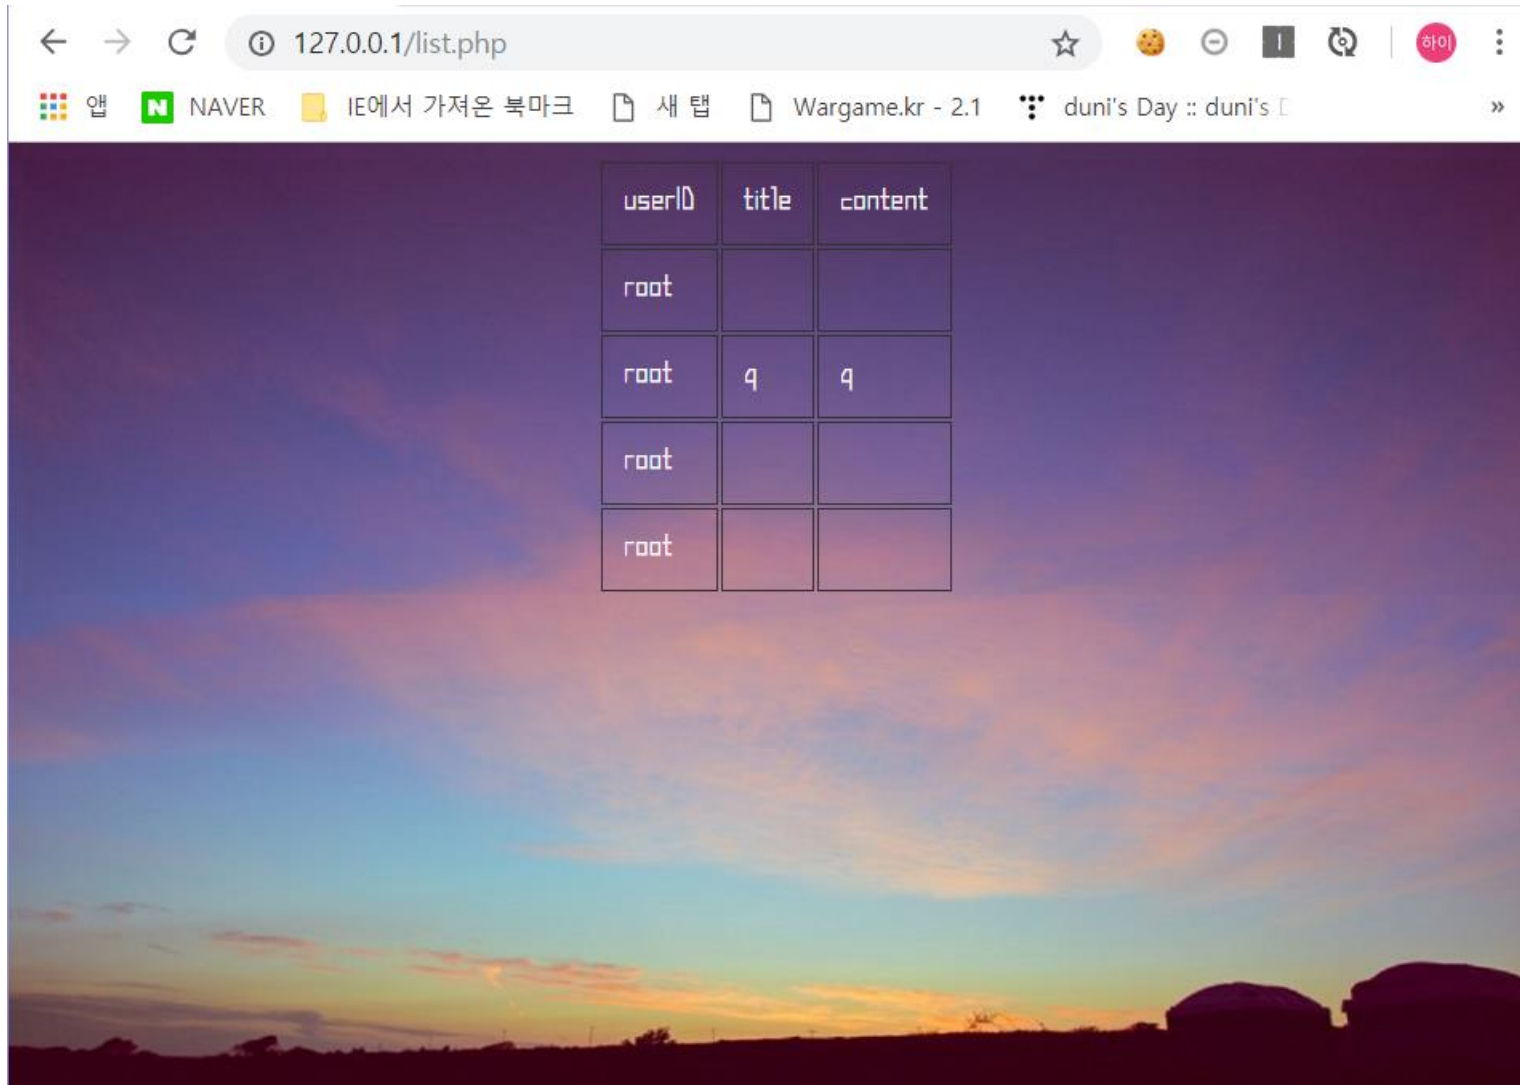 127.0.0.1/list.php
하이
앱 NAVER IE에서 가져온 북마크 새 탭 Wargame.kr - 2.1 duni's Day :: duni's
userID title content
root
root q q
root
root